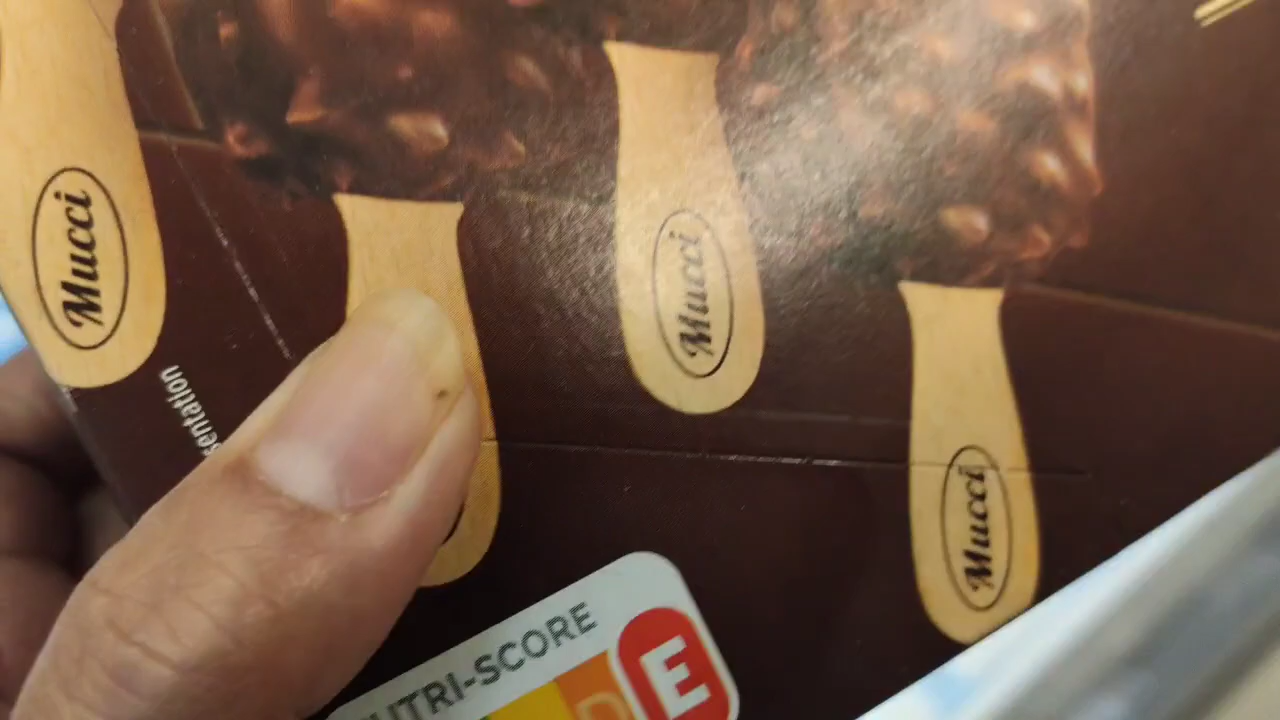 Mucci
Mucci
Mucci
sentation
UTRI-SCORE
D
E